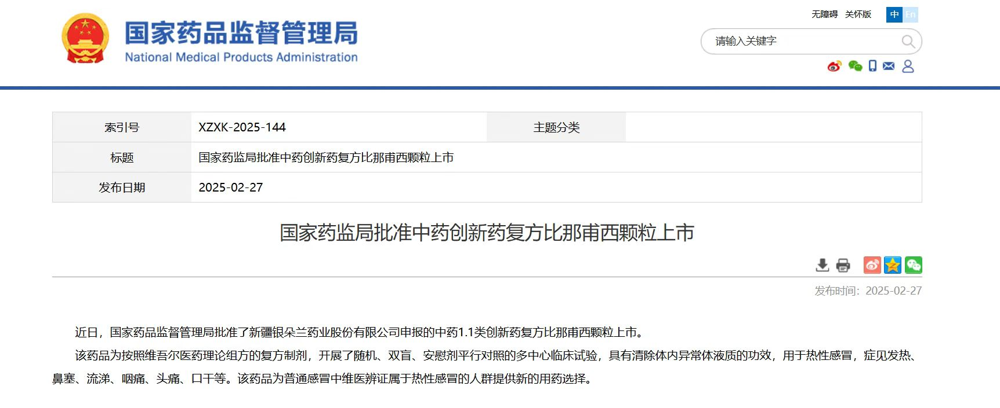 无障碍 关怀版 中 En
国家药品监督管理局
National Medical Products Administration
请输入关键字
索引号 XZXK-2025-144 主题分类
标题 国家药监局批准中药创新药复方比那甫西颗粒上市
发布日期 2025-02-27
国家药监局批准中药创新药复方比那甫西颗粒上市
发布时间：2025-02-27
近日，国家药品监督管理局批准了新疆银朵兰药业股份有限公司申报的中药1.1类创新药复方比那甫西颗粒上市。
该药品为按照维吾尔医药理论组方的复方制剂，开展了随机、双盲、安慰剂平行对照的多中心临床试验，具有清除体内异常体液质的功效，用于热性感冒，症见发热、
鼻塞、流涕、咽痛、头痛、口干等。该药品为普通感冒中维医辨证属于热性感冒的人群提供新的用药选择。